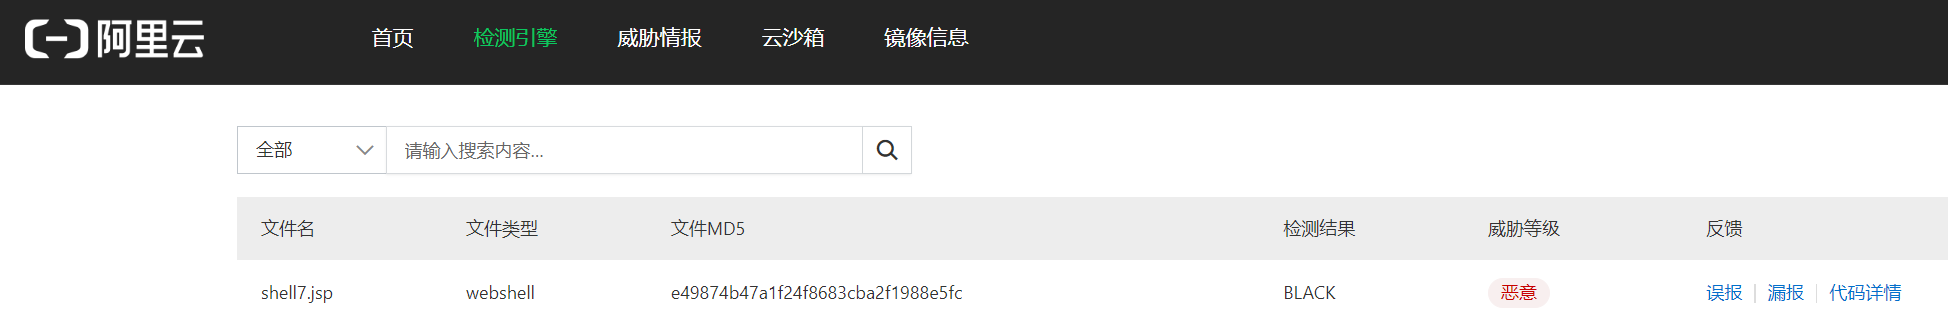 阿里云 首页 检测引擎 威胁情报 云沙箱 镜像信息
全部 请输入搜索内容...
文件名 文件类型 文件MD5 检测结果 威胁等级 反馈
shell7.jsp webshell e49874b47a1f24f8683cba2f1988e5fc BLACK 恶意 误报 漏报 代码详情